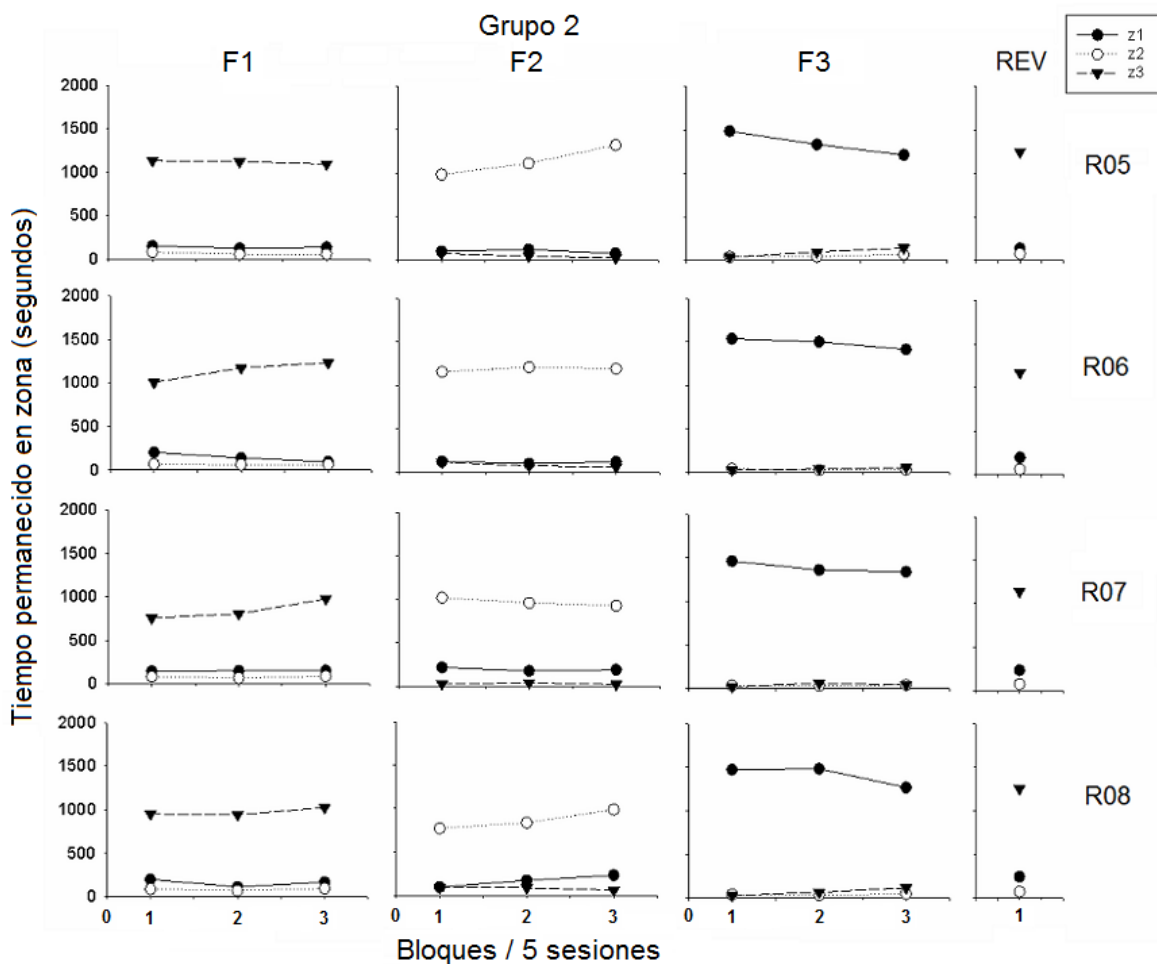 Grupo 2
F1 F2 F3 REV
z1
z2
z3
Tiempo permanecido en zona (segundos)
2000
1500
1000
500
0
R05
2000
1500
1000
500
0
R06
2000
1500
1000
500
0
R07
2000
1500
1000
500
0
R08
0 1 2 3 0 1 2 3 0 1 2 3 1
Bloques / 5 sesiones